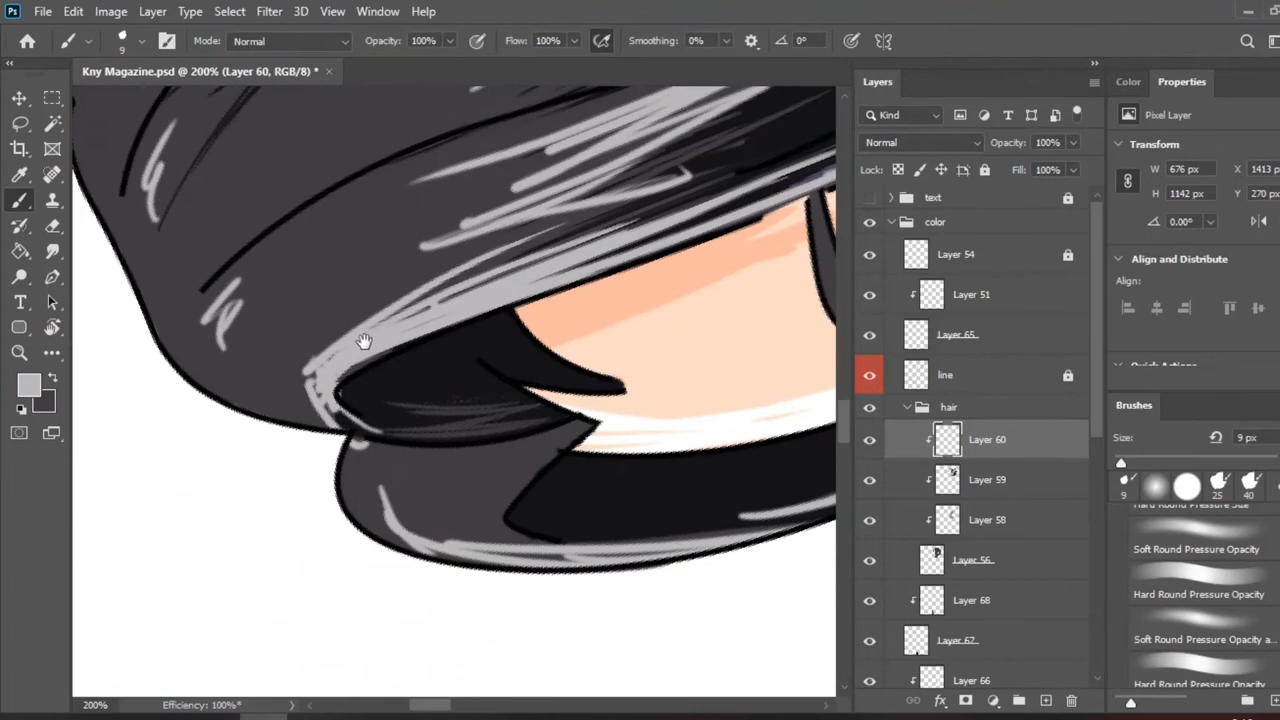 Ps File Edit Image Layer Type Select Filter 3D View Window Help
9 Mode: Normal Opacity: 100% Flow: 100% Smoothing: 0% 0°
Kny Magazine.psd @ 200% (Layer 60, RGB/8) * ×
Layers
Kind
Normal Opacity: 100%
Lock: Fill: 100%
text
color
Layer 54
Layer 51
Layer 65
line
hair
Layer 60
Layer 59
Layer 58
Layer 56
Layer 68
Layer 67
Layer 66
Color Properties
Pixel Layer
Transform
W 676 px X 1413 p
H 1142 px Y 270 px
0.00°
Align and Distribute
Align:
Brushes
Size: 9 px
9 25 40
Hard Round Pressure Size
Soft Round Pressure Opacity
Hard Round Pressure Opacity
Soft Round Pressure Opacity a...
Hard Round Pressure Opacity
200% Efficiency: 100%*